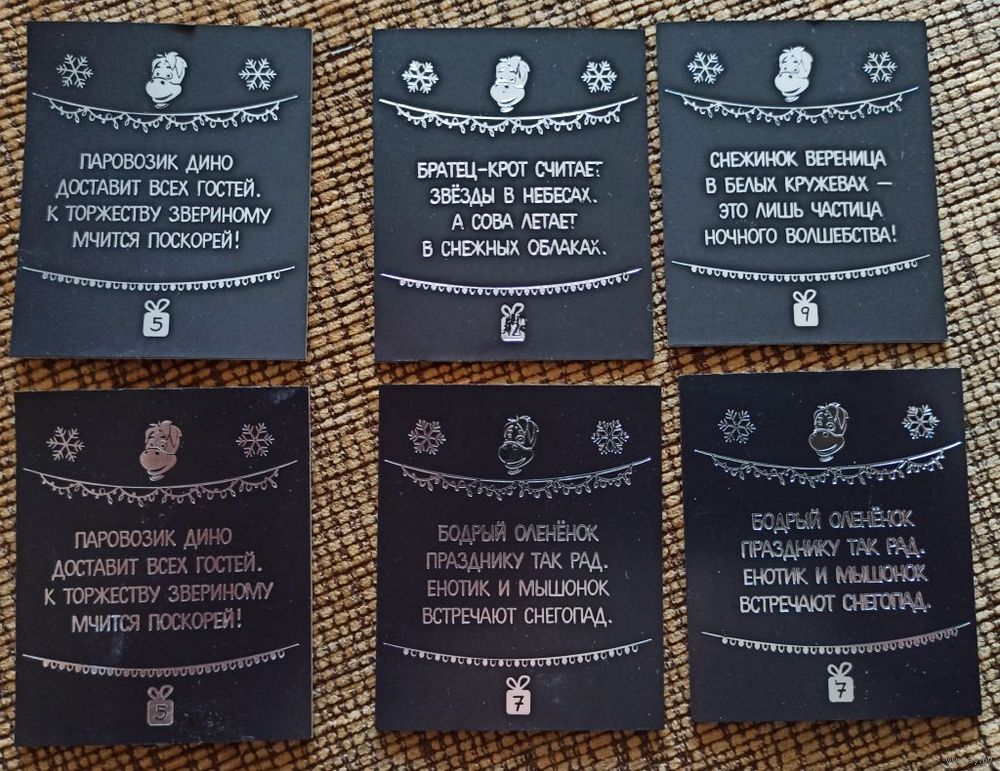 ПАРОВОЗИК ДИНО
ДОСТАВИТ ВСЕХ ГОСТЕЙ.
К ТОРЖЕСТВУ ЗВЕРИНОМУ
МЧИТСЯ ПОСКОРЕЙ!
5
БРАТЕЦ-КРОТ СЧИТАЕТ
ЗВЁЗДЫ В НЕБЕСАХ.
А СОВА ЛЕТАЕТ
В СНЕЖНЫХ ОБЛАКАХ.
СНЕЖИНОК ВЕРЕНИЦА
В БЕЛЫХ КРУЖЕВАХ –
ЭТО ЛИШЬ ЧАСТИЦА
НОЧНОГО ВОЛШЕБСТВА!
9
ПАРОВОЗИК ДИНО
ДОСТАВИТ ВСЕХ ГОСТЕЙ.
К ТОРЖЕСТВУ ЗВЕРИНОМУ
МЧИТСЯ ПОСКОРЕЙ!
5
БОДРЫЙ ОЛЕНЁНОК
ПРАЗДНИКУ ТАК РАД.
ЕНОТИК И МЫШОНОК
ВСТРЕЧАЮТ СНЕГОПАД.
7
БОДРЫЙ ОЛЕНЁНОК
ПРАЗДНИКУ ТАК РАД.
ЕНОТИК И МЫШОНОК
ВСТРЕЧАЮТ СНЕГОПАД.
7